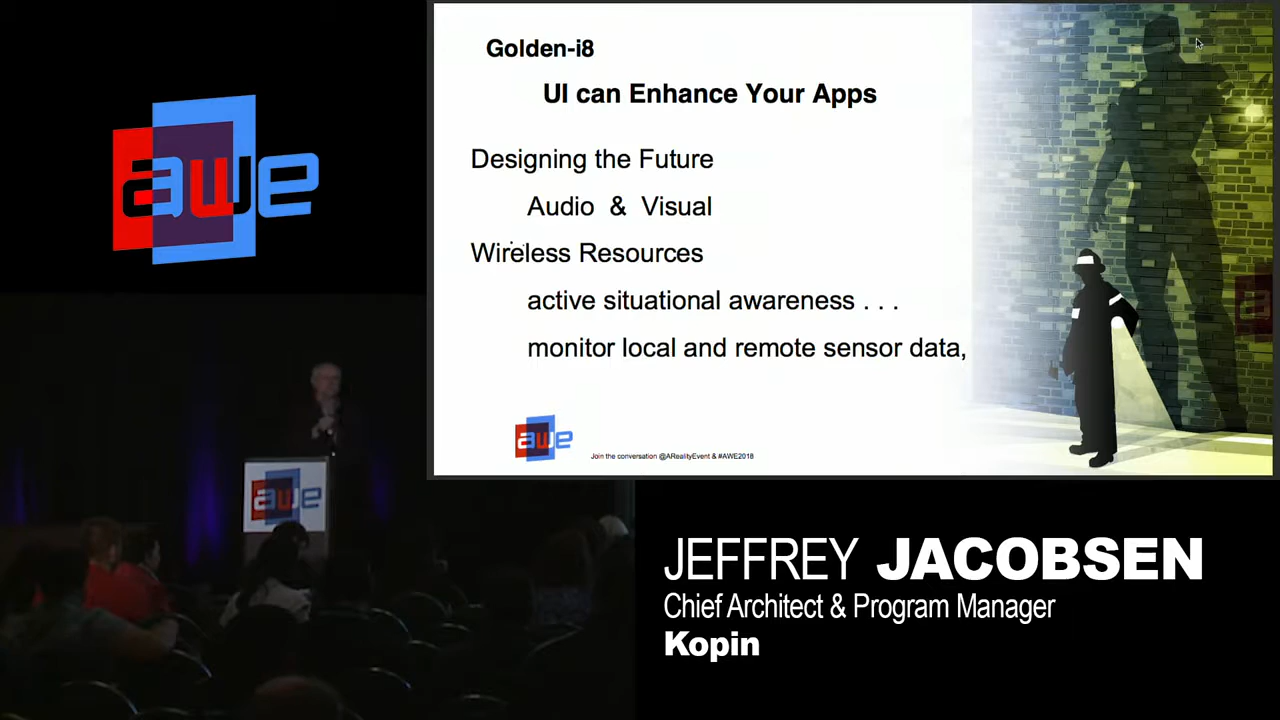 awe
Golden-i8
UI can Enhance Your Apps
Designing the Future
Audio & Visual
Wireless Resources
active situational awareness . . .
monitor local and remote sensor data,
awe
Join the conversation @ARealityEvent & #AWE2018
awe
JEFFREY JACOBSEN
Chief Architect & Program Manager
Kopin